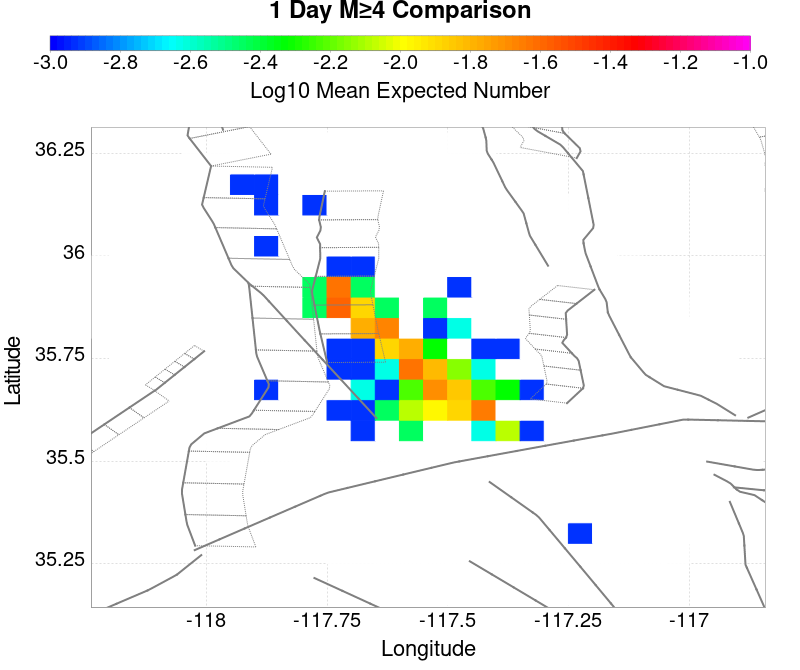 1 Day M≥4 Comparison
-3.0 -2.8 -2.6 -2.4 -2.2 -2.0 -1.8 -1.6 -1.4 -1.2 -1.0
Log10 Mean Expected Number
36.25
36
35.75
35.5
35.25
Latitude
-118 -117.75 -117.5 -117.25 -117
Longitude